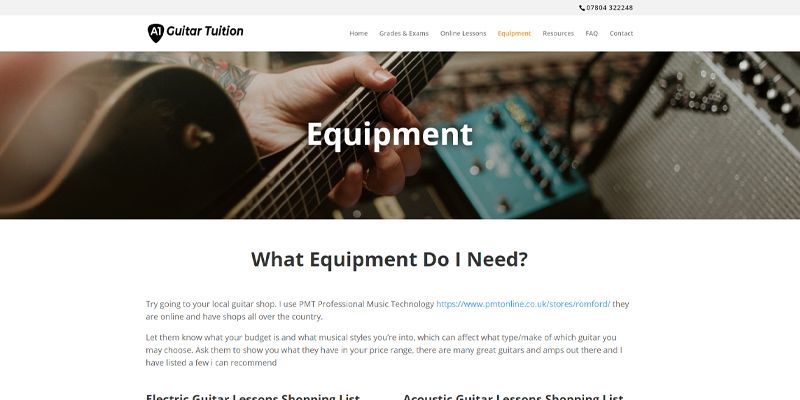 07804 322248
A1 Guitar Tuition
Home Grades & Exams Online Lessons Equipment Resources FAQ Contact
Equipment
What Equipment Do I Need?
Try going to your local guitar shop. I use PMT Professional Music Technology https://www.pmtonline.co.uk/stores/romford/ they
are online and have shops all over the country.
Let them know what your budget is and what musical styles you're into, which can affect what type/make of which guitar you
may choose. Ask them to show you what they have in your price range, there are many great guitars and amps out there and I
have listed a few i can recommend
Electric Guitar Lessons Shopping List Acoustic Guitar Lessons Shopping List